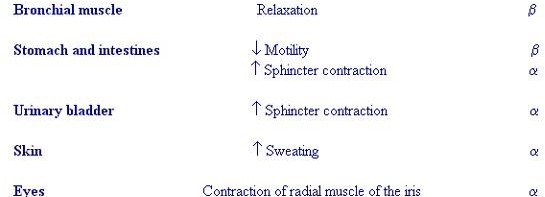 Bronchial muscle Relaxation β
Stomach and intestines ↓ Motility β
↑ Sphincter contraction α
Urinary bladder ↑ Sphincter contraction α
Skin ↑ Sweating α
Eyes Contraction of radial muscle of the iris α